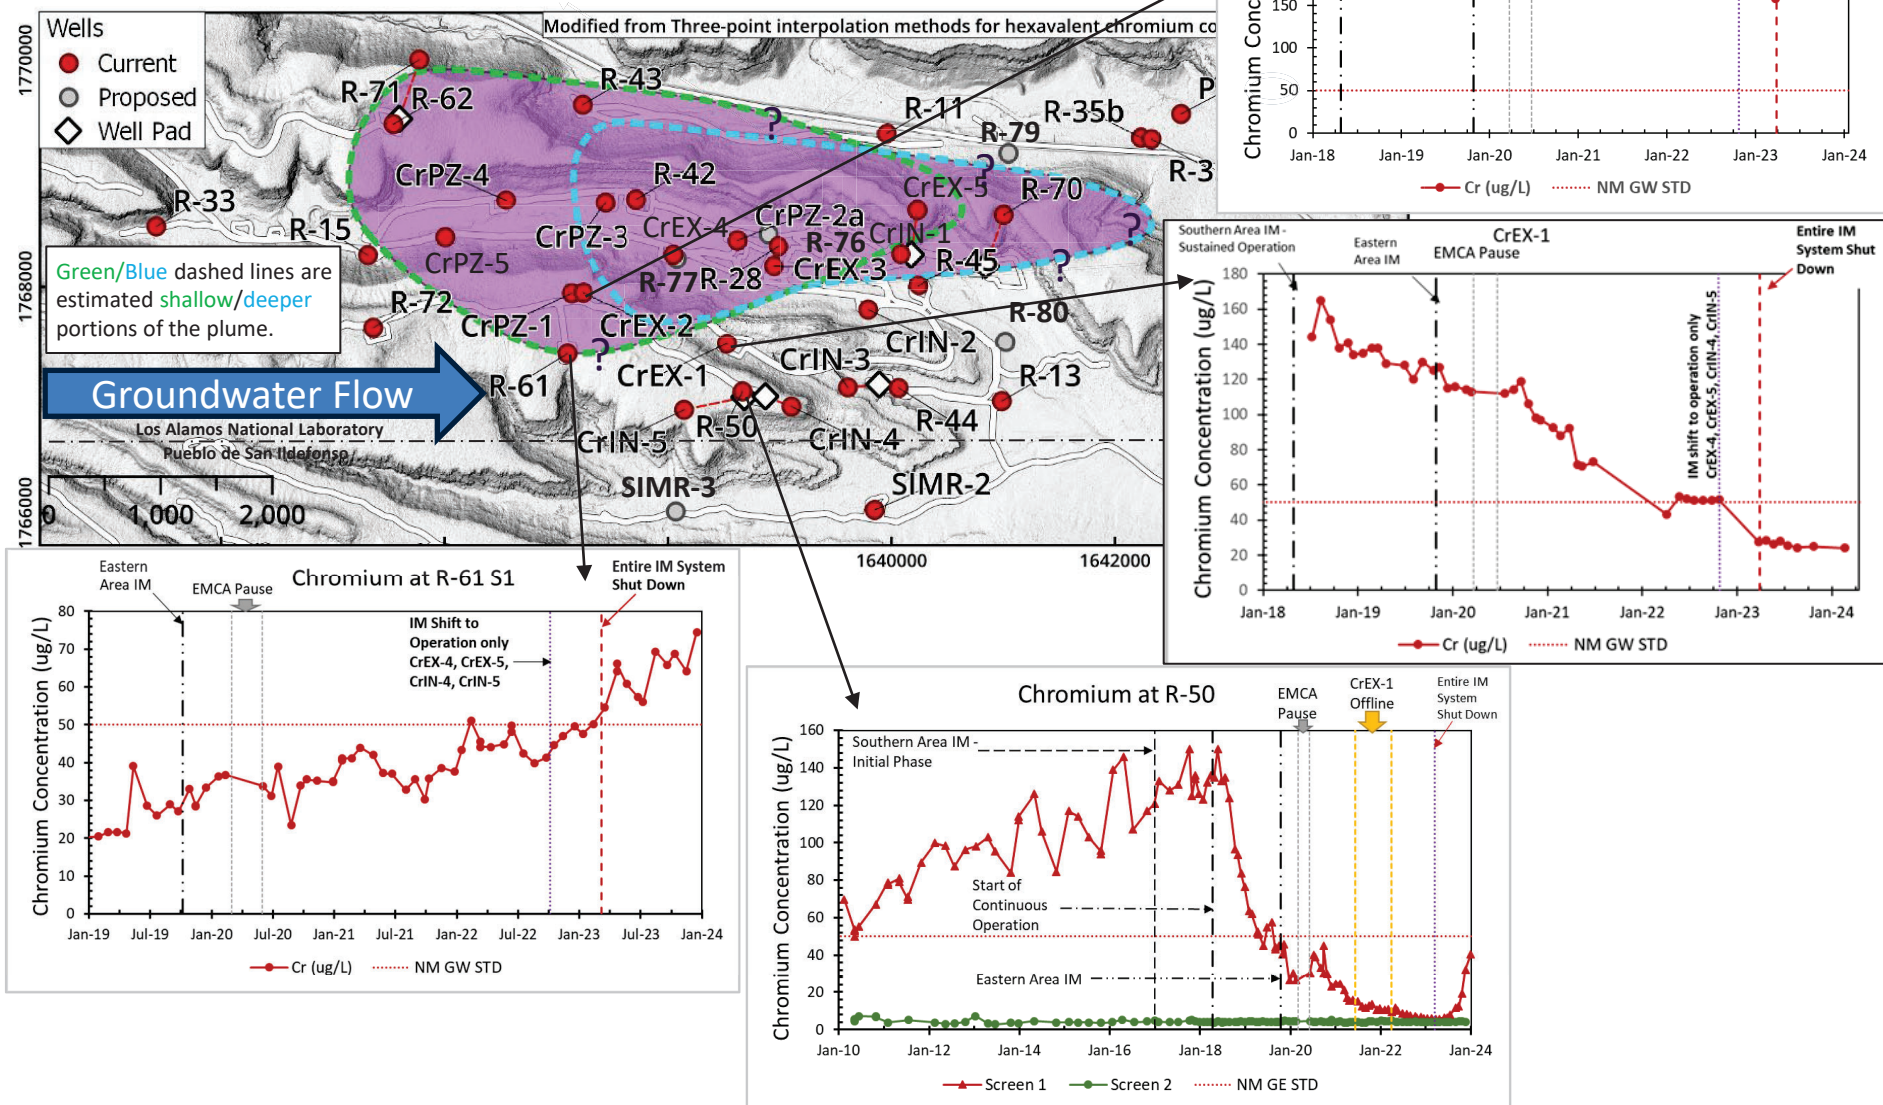 Modified from Three-point interpolation methods for hexavalent chromium co
Wells
Current
Proposed
Well Pad
1770000
1768000
1766000
R-71
R-62
R-43
R-11
R-35b
P
R-79
R-3
CrPZ-4
R-42
CrEX-5
R-70
R-33
CrEX-4
CrPZ-2a
R-15
CrPZ-3
R-76
CrIN-1
CrPZ-5
R-77
R-28
CrEX-3
R-45
R-72
CrPZ-1
CrEX-2
R-80
?
?
?
?
?
Green/Blue dashed lines are
estimated shallow/deeper
portions of the plume.
Groundwater Flow
R-61
CrEX-1
CrIN-3
CrIN-2
R-13
Los Alamos National Laboratory
Pueblo de San Ildefonso
CrIN-5
R-50
CrIN-4
R-44
SIMR-3
SIMR-2
0
1,000
2,000
1640000
1642000
Chromium Conc
150
100
50
0
Jan-18 Jan-19 Jan-20 Jan-21 Jan-22 Jan-23 Jan-24
Cr (ug/L) NM GW STD
Southern Area IM -
Sustained Operation
Eastern
Area IM
CrEX-1
EMCA Pause
Entire IM
System Shut
Down
IM shift to operation only
CrEX-4, CrEX-5, CrIN-4, CrIN-5
Chromium Concentration (ug/L)
180
160
140
120
100
80
60
40
20
0
Jan-18 Jan-19 Jan-20 Jan-21 Jan-22 Jan-23 Jan-24
Cr (ug/L) NM GW STD
Eastern
Area IM
EMCA Pause
Chromium at R-61 S1
Entire IM System
Shut Down
IM Shift to
Operation only
CrEX-4, CrEX-5,
CrIN-4, CrIN-5
Chromium Concentration (ug/L)
80
70
60
50
40
30
20
10
0
Jan-19 Jul-19 Jan-20 Jul-20 Jan-21 Jul-21 Jan-22 Jul-22 Jan-23 Jul-23 Jan-24
Cr (ug/L) NM GW STD
Chromium at R-50
EMCA
Pause
CrEX-1
Offline
Entire IM
System
Shut Down
Southern Area IM -
Initial Phase
Start of
Continuous
Operation
Eastern Area IM
Chromium Concentration (ug/L)
160
140
120
100
80
60
40
20
0
Jan-10 Jan-12 Jan-14 Jan-16 Jan-18 Jan-20 Jan-22 Jan-24
Screen 1 Screen 2 NM GE STD